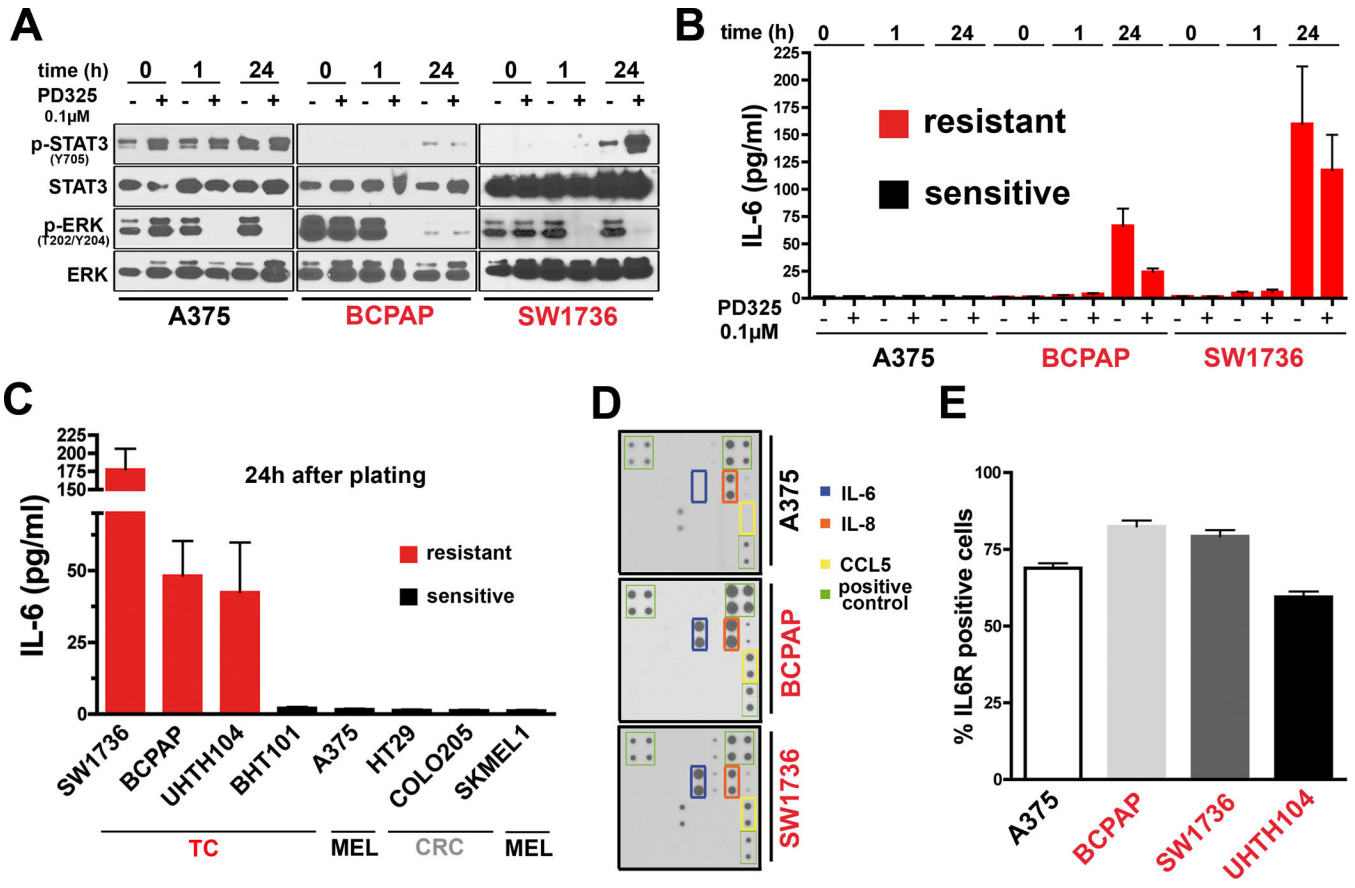 A
time (h) 0 1 24 0 1 24 0 1 24
PD325 - + - + - + - + - + - + - + - + - +
0.1µM
p-STAT3
(Y705)
STAT3
p-ERK
(T202/Y204)
ERK
A375 BCPAP SW1736
B
time (h) 0 1 24 0 1 24 0 1 24
IL-6 (pg/ml)
225
200
175
150
125
100
75
50
25
0
resistant
sensitive
PD325 - + - + - + - + - + - + - + - + - +
0.1µM
A375 BCPAP SW1736
C
IL-6 (pg/ml)
225
200
175
150
50
25
0
24h after plating
resistant
sensitive
SW1736 BCPAP UHTH104 BHT101 A375 HT29 COLO205 SKMEL1
TC MEL CRC MEL
D
A375
BCPAP
SW1736
IL-6
IL-8
CCL5
positive
control
E
% IL6R positive cells
100
75
50
25
0
A375 BCPAP SW1736 UHTH104